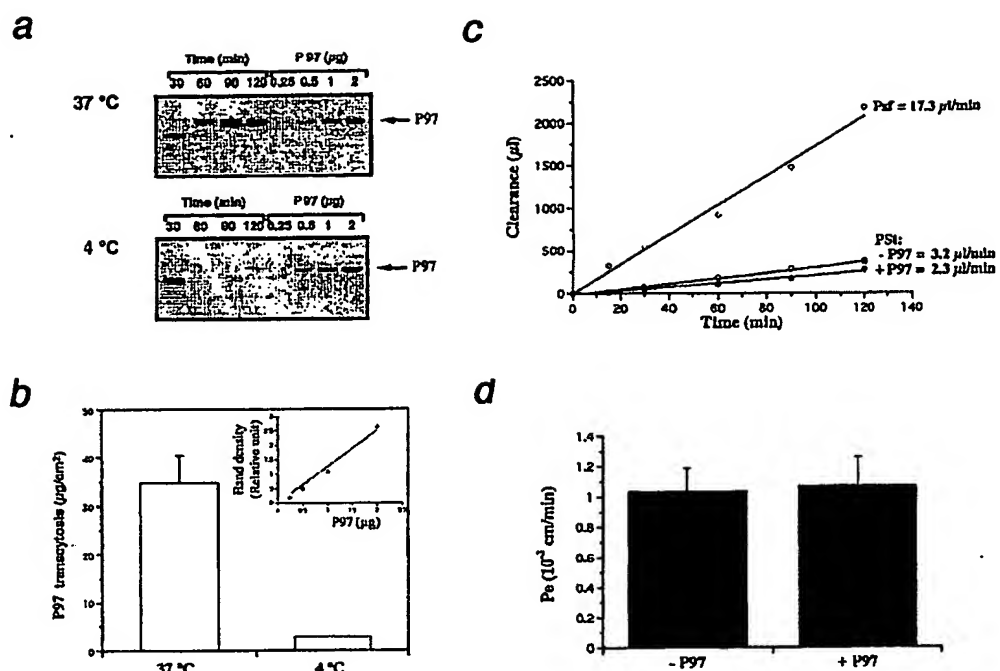 a
Time (min) P97 (µg)
30 60 90 120 0.25 0.5 1 2
37 °C
P97
Time (min) P97 (µg)
30 60 90 120 0.25 0.5 1 2
4 °C
P97
b
P97 transcytosis (µg/cm²)
50
40
30
20
10
0
37 °C 4 °C
Band density
(Relative unit)
P97 (µg)
c
Clearance (µl)
2500
2000
1500
1000
500
0
0 20 40 60 80 100 120 140
Time (min)
= 17.3 µl/min
PSt:
- P97 = 3.2 µl/min
+ P97 = 2.3 µl/min
d
Pe (10⁻³ cm/min)
1.4
1.2
1
0.8
0.6
0.4
0.2
0
- P97 + P97